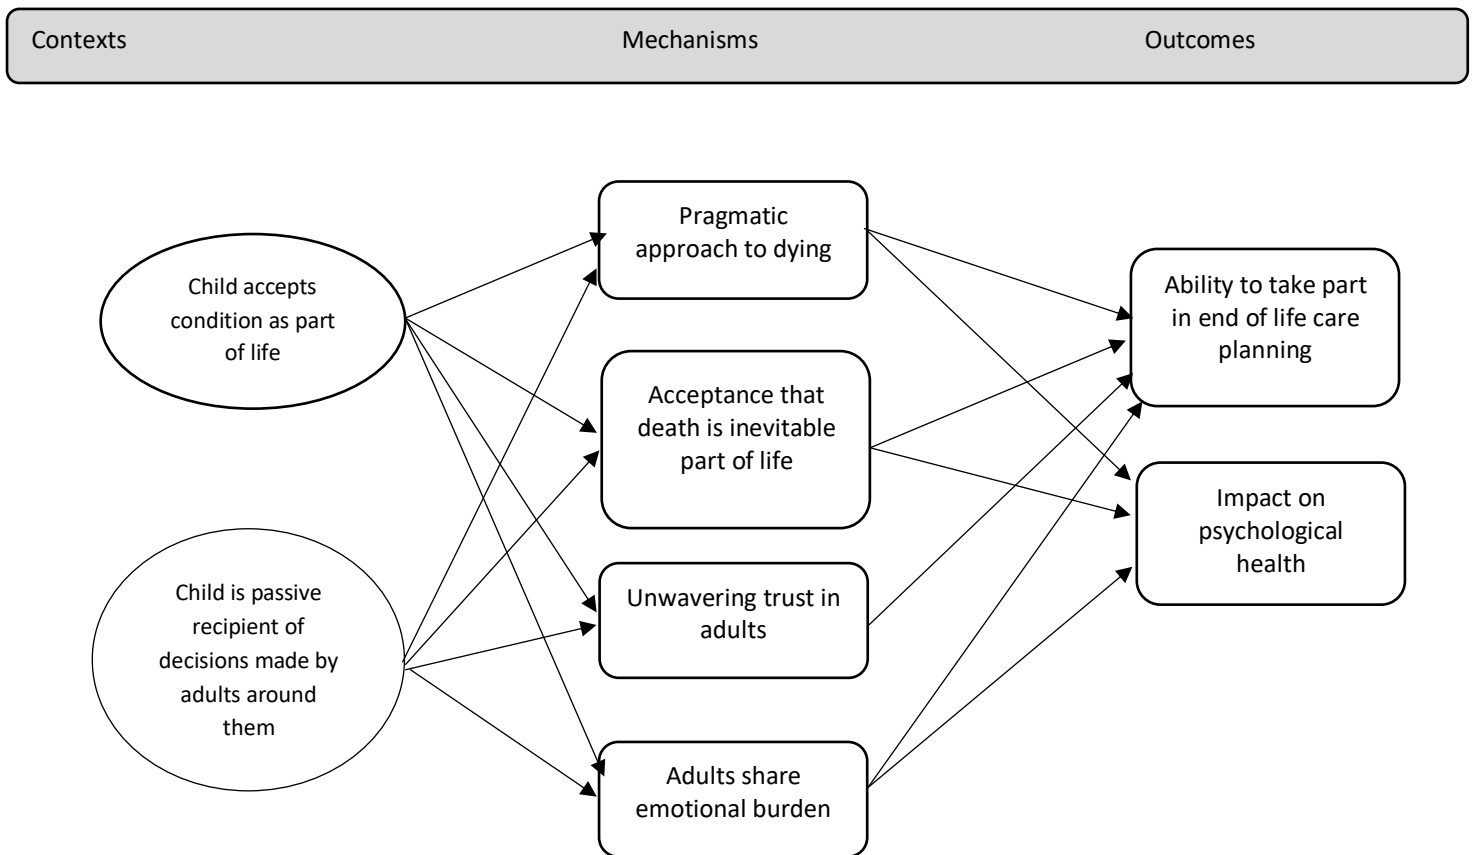 Contexts Mechanisms Outcomes
Child accepts
condition as part
of life
Child is passive
recipient of
decisions made by
adults around
them
Pragmatic
approach to dying
Acceptance that
death is inevitable
part of life
Unwavering trust in
adults
Adults share
emotional burden
Ability to take part
in end of life care
planning
Impact on
psychological
health